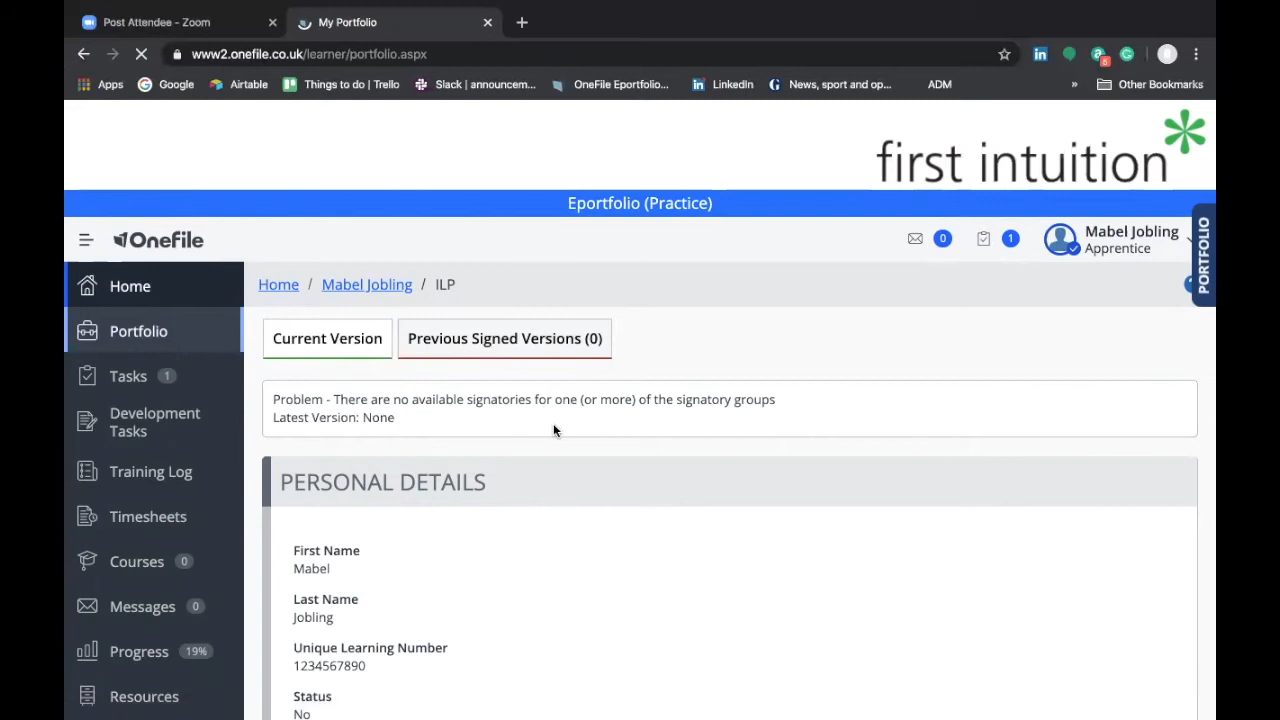 Post Attendee - Zoom
My Portfolio
www2.onefile.co.uk/learner/portfolio.aspx
6
Apps
Google
Airtable
Things to do | Trello
Slack | announcem...
OneFile Eportfolio...
LinkedIn
News, sport and op...
ADM
»
Other Bookmarks
first intuition
Eportfolio (Practice)
Onefile
0
1
Mabel Jobling
Apprentice
PORTFOLIO
Home
Portfolio
Tasks 1
Development
Tasks
Training Log
Timesheets
Courses 0
Messages 0
Progress 19%
Resources
Home / Mabel Jobling / ILP
Current Version
Previous Signed Versions (0)
Problem - There are no available signatories for one (or more) of the signatory groups
Latest Version: None
PERSONAL DETAILS
First Name
Mabel
Last Name
Jobling
Unique Learning Number
1234567890
Status
No